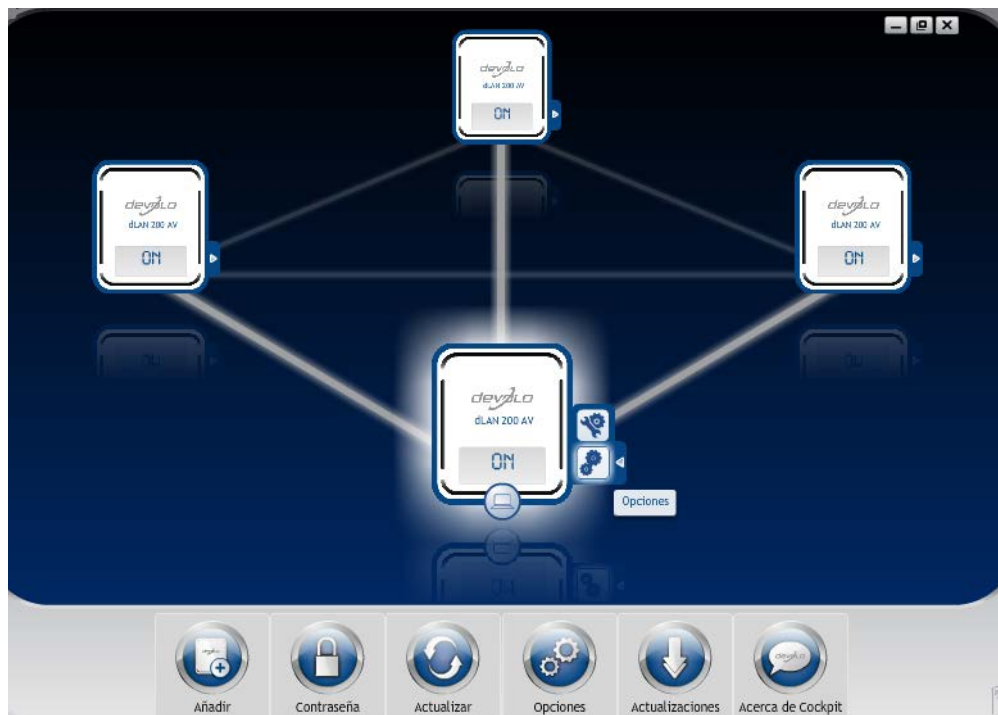 devolo
dLAN 200 AV
ON
devolo
dLAN 200 AV
ON
devolo
dLAN 200 AV
ON
devolo
dLAN 200 AV
ON
Opciones
Añadir
Contraseña
Actualizar
Opciones
Actualizaciones
Acerca de Cockpit